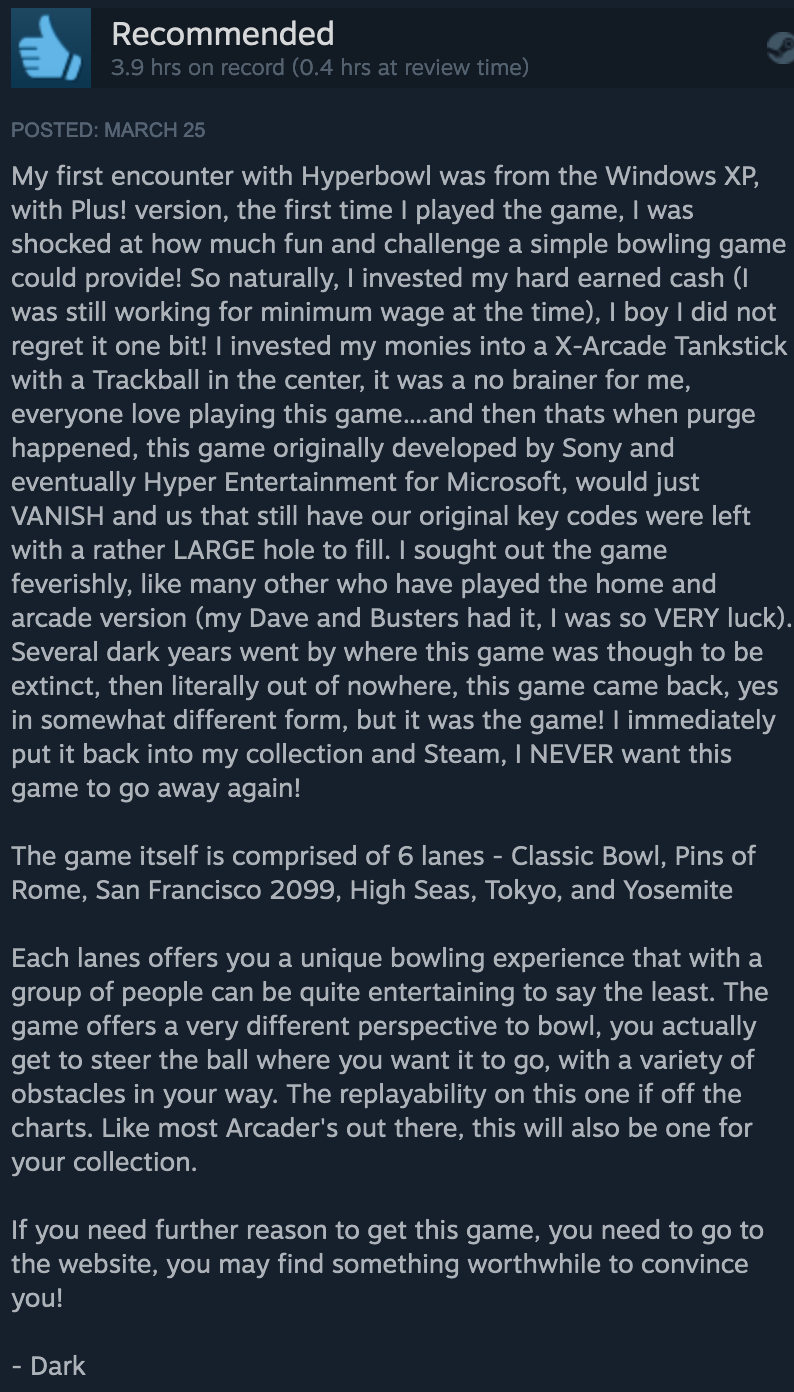 Recommended
3.9 hrs on record (0.4 hrs at review time)
POSTED: MARCH 25
My first encounter with Hyperbowl was from the Windows XP,
with Plus! version, the first time I played the game, I was
shocked at how much fun and challenge a simple bowling game
could provide! So naturally, I invested my hard earned cash (I
was still working for minimum wage at the time), I boy I did not
regret it one bit! I invested my monies into a X-Arcade Tankstick
with a Trackball in the center, it was a no brainer for me,
everyone love playing this game....and then thats when purge
happened, this game originally developed by Sony and
eventually Hyper Entertainment for Microsoft, would just
VANISH and us that still have our original key codes were left
with a rather LARGE hole to fill. I sought out the game
feverishly, like many other who have played the home and
arcade version (my Dave and Busters had it, I was so VERY luck).
Several dark years went by where this game was though to be
extinct, then literally out of nowhere, this game came back, yes
in somewhat different form, but it was the game! I immediately
put it back into my collection and Steam, I NEVER want this
game to go away again!
The game itself is comprised of 6 lanes - Classic Bowl, Pins of
Rome, San Francisco 2099, High Seas, Tokyo, and Yosemite
Each lanes offers you a unique bowling experience that with a
group of people can be quite entertaining to say the least. The
game offers a very different perspective to bowl, you actually
get to steer the ball where you want it to go, with a variety of
obstacles in your way. The replayability on this one if off the
charts. Like most Arcader's out there, this will also be one for
your collection.
If you need further reason to get this game, you need to go to
the website, you may find something worthwhile to convince
you!
- Dark